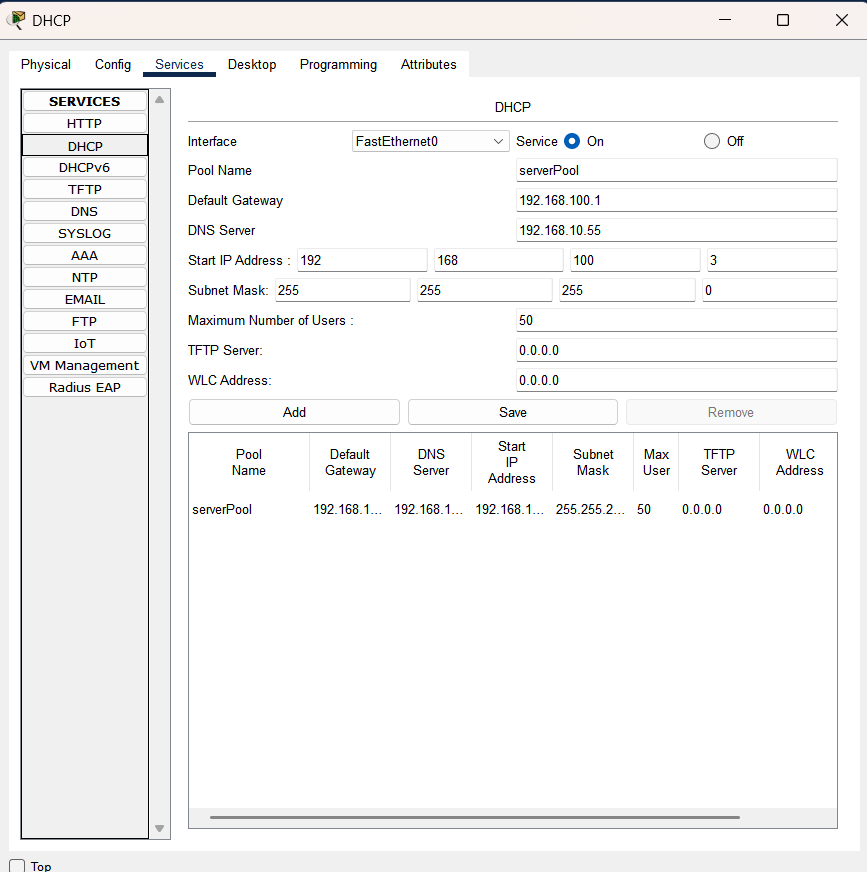 DHCP
Physical Config Services Desktop Programming Attributes
SERVICES
HTTP
DHCP
DHCPv6
TFTP
DNS
SYSLOG
AAA
NTP
EMAIL
FTP
IoT
VM Management
Radius EAP
DHCP
Interface FastEthernet0 Service On Off
Pool Name serverPool
Default Gateway 192.168.100.1
DNS Server 192.168.10.55
Start IP Address : 192 168 100 3
Subnet Mask: 255 255 255 0
Maximum Number of Users : 50
TFTP Server: 0.0.0.0
WLC Address: 0.0.0.0
Add Save Remove
Pool Name Default Gateway DNS Server Start IP Address Subnet Mask Max User TFTP Server WLC Address
serverPool 192.168.1... 192.168.1... 192.168.1... 255.255.2... 50 0.0.0.0 0.0.0.0
Top